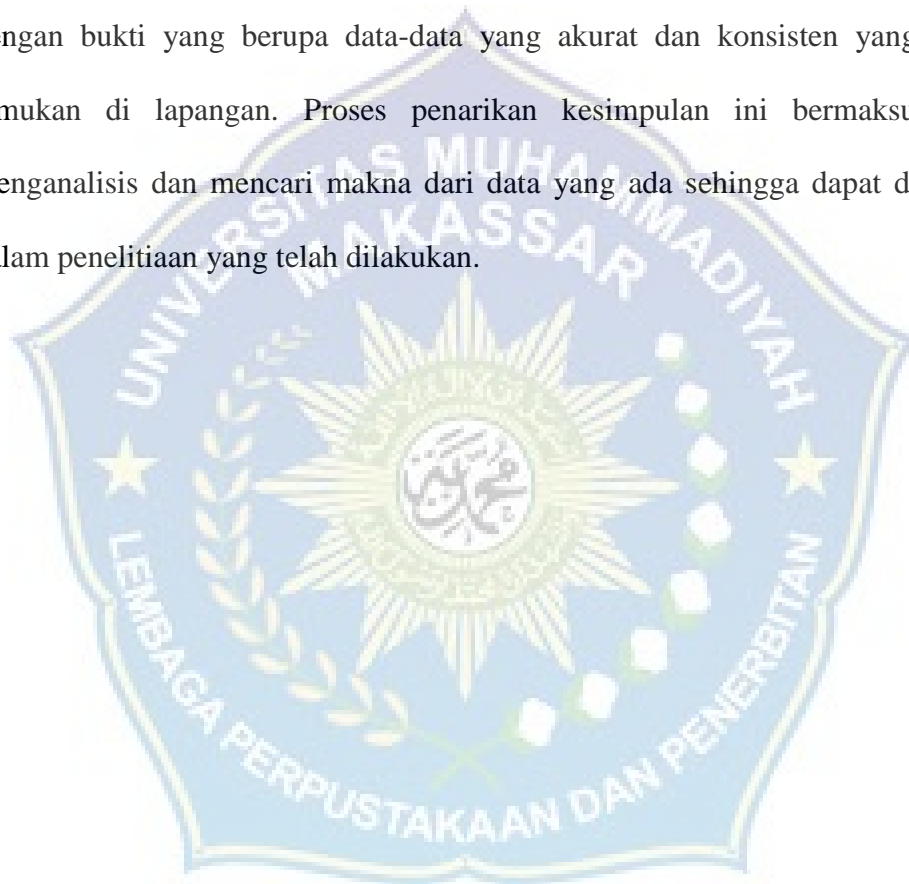 engan bukti yang berupa data-data yang akurat dan konsisten yang
mukan di lapangan. Proses penarikan kesimpulan ini bermaksu
enganalisis dan mencari makna dari data yang ada sehingga dapat d
alam penelitiaan yang telah dilakukan.
UNIVERSITAS MUHAMMADIYAH
MAKASSAR
LEMBAGA PERPUSTAKAAN DAN PENERBITAN